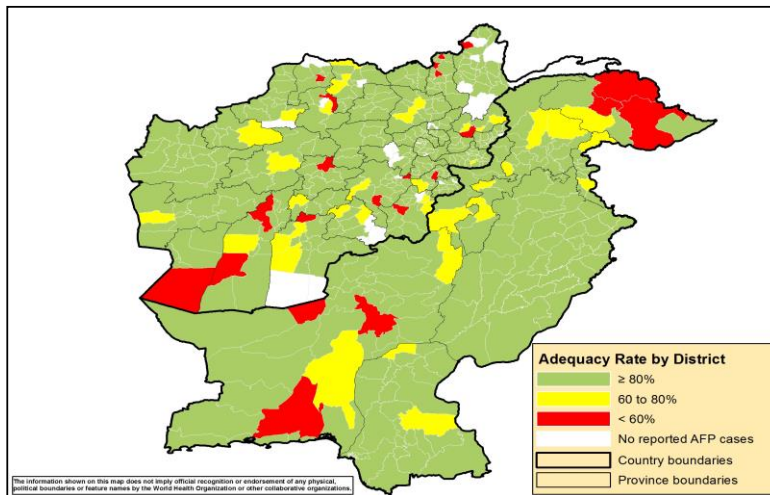 Adequacy Rate by District
≥ 80%
60 to 80%
< 60%
No reported AFP cases
Country boundaries
Province boundaries
The information shown on this map does not imply official recognition or endorsement of any physical,
political boundaries or feature names by the World Health Organization or other collaborative organizations.